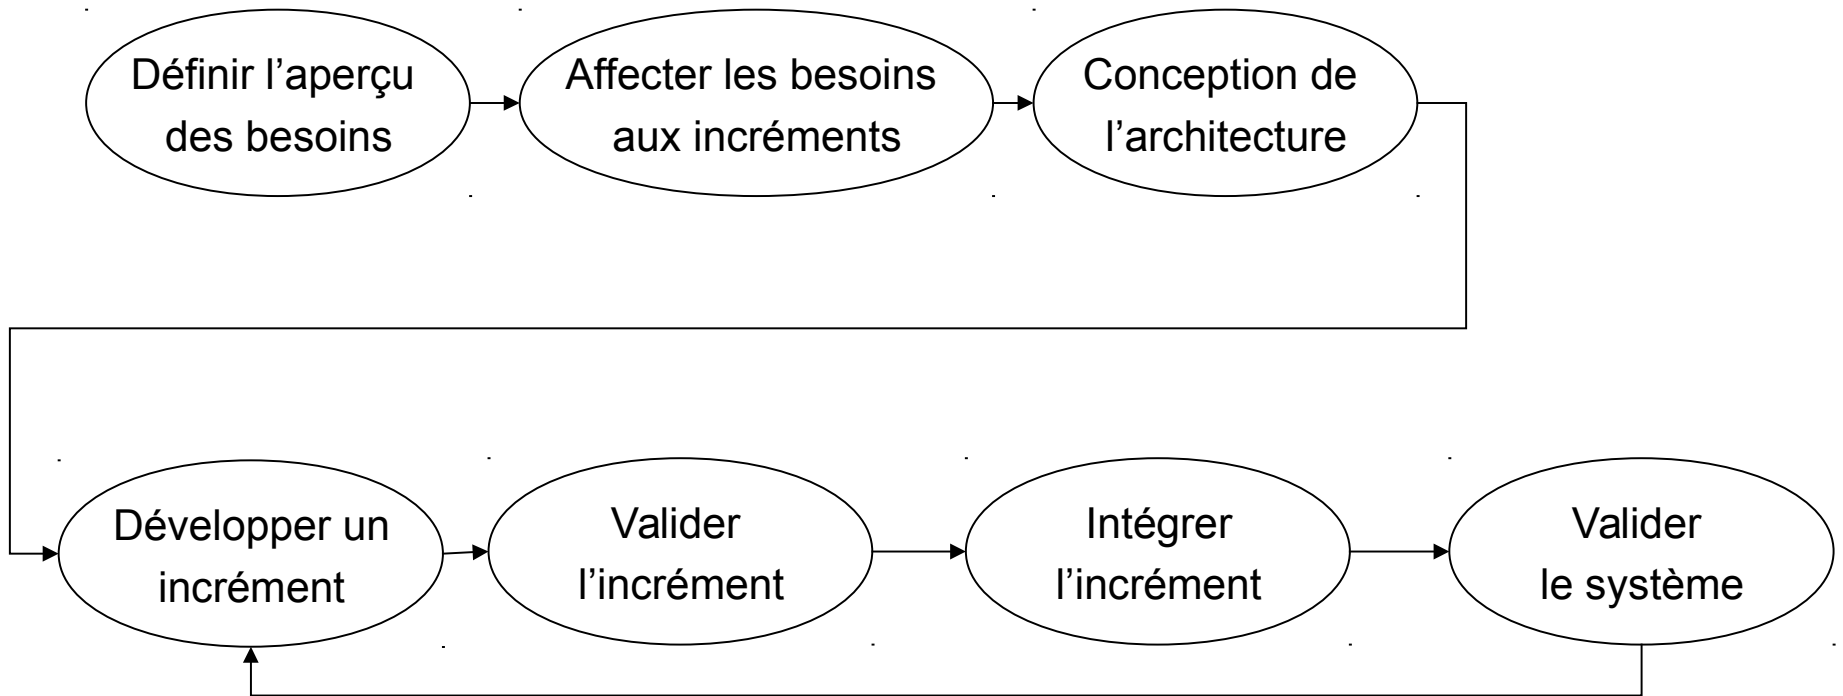 Définir l’aperçu
des besoins
Affecter les besoins
aux incréments
Conception de
l’architecture
Développer un
incrément
Valider
l’incrément
Intégrer
l’incrément
Valider
le système